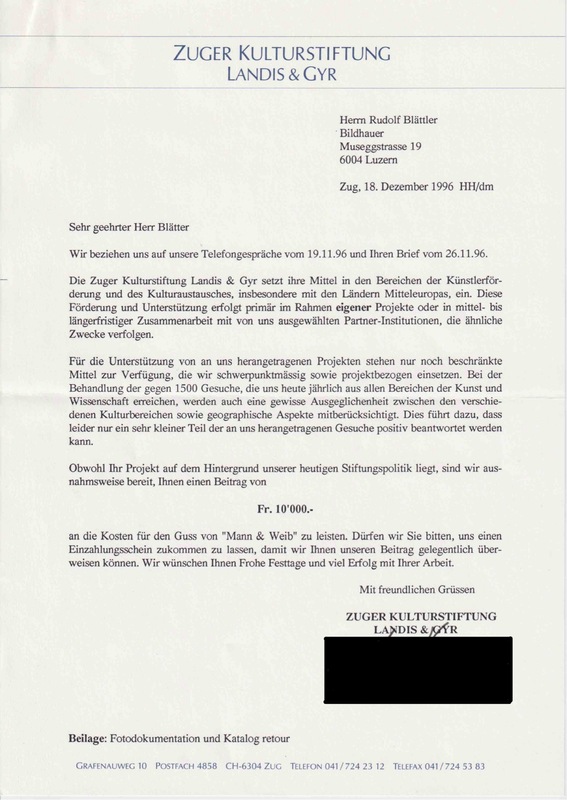 ZUGER KULTURSTIFTUNG
LANDIS & GYR
Herrn Rudolf Blättler
Bildhauer
Museggstrasse 19
6004 Luzern
Zug, 18. Dezember 1996 HH/dm
Sehr geehrter Herr Blätter
Wir beziehen uns auf unsere Telefongespräche vom 19.11.96 und Ihren Brief vom 26.11.96.
Die Zuger Kulturstiftung Landis & Gyr setzt ihre Mittel in den Bereichen der Künstlerför-
derung und des Kulturaustausches, insbesondere mit den Ländern Mitteleuropas, ein. Diese
Förderung und Unterstützung erfolgt primär im Rahmen eigener Projekte oder in mittel- bis
längerfristiger Zusammenarbeit mit von uns ausgewählten Partner-Institutionen, die ähnliche
Zwecke verfolgen.
Für die Unterstützung von an uns herangetragenen Projekten stehen nur noch beschränkte
Mittel zur Verfügung, die wir schwerpunktmässig sowie projektbezogen einsetzen. Bei der
Behandlung der gegen 1500 Gesuche, die uns heute jährlich aus allen Bereichen der Kunst und
Wissenschaft erreichen, werden auch eine gewisse Ausgeglichenheit zwischen den verschie-
denen Kulturbereichen sowie geographische Aspekte mitberücksichtigt. Dies führt dazu, dass
leider nur ein sehr kleiner Teil der an uns herangetragenen Gesuche positiv beantwortet werden
kann.
Obwohl Ihr Projekt auf dem Hintergrund unserer heutigen Stiftungspolitik liegt, sind wir aus-
nahmsweise bereit, Ihnen einen Beitrag von
Fr. 10'000.-
an die Kosten für den Guss von "Mann & Weib" zu leisten. Dürfen wir Sie bitten, uns einen
Einzahlungsschein zukommen zu lassen, damit wir Ihnen unseren Beitrag gelegentlich über-
weisen können. Wir wünschen Ihnen Frohe Festtage und viel Erfolg mit Ihrer Arbeit.
Mit freundlichen Grüssen
ZUGER KULTURSTIFTUNG
LANDIS & GYR
Beilage: Fotodokumentation und Katalog retour
GRAFENAUWEG 10 POSTFACH 4858 CH-6304 ZUG TELEFON 041/724 23 12 TELEFAX 041/724 53 83